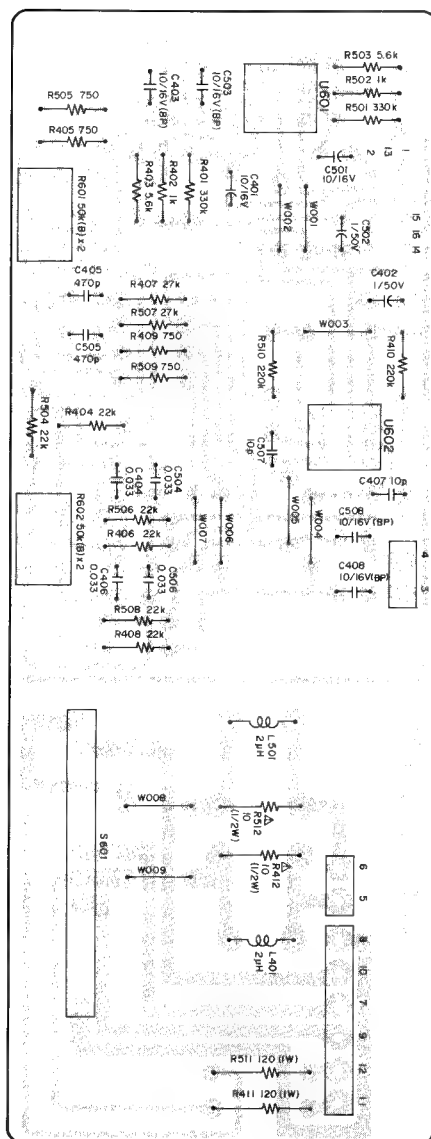 R503 5.6k
R502 1k
R501 330k
U601
C503
10/16V(BP)
C403
10/16V(BP)
R505 750
R405 750
R601 50k(B)x2
R403 5.6k
R402 1k
R401 330k
C401
10/16V
C501
10/16V
1
13
2
W002
W001
C502
1/50V
15
16
14
C405
470p
C402
1/50V
R407 27k
R507 27k
R409 750
R509 750
C505
470p
W003
R510 220k
R410 220k
R504 22k
R404 22k
U602
C507
10p
C404
0.033
C504
0.033
C407 10p
R602 50k(B)x2
R506 22k
R406 22k
W007
W006
W005
W004
C508
10/16V(BP)
C406
0.033
C506
0.033
C408
10/16V(BP)
4
3
R508 22k
R408 22k
L501
2μH
W008
R512
10
(1/2W)
S601
R412
10
(1/2W)
W009
6
5
L401
2μH
8
10
7
9
12
11
R511 120 (1W)
R411 120 (1W)